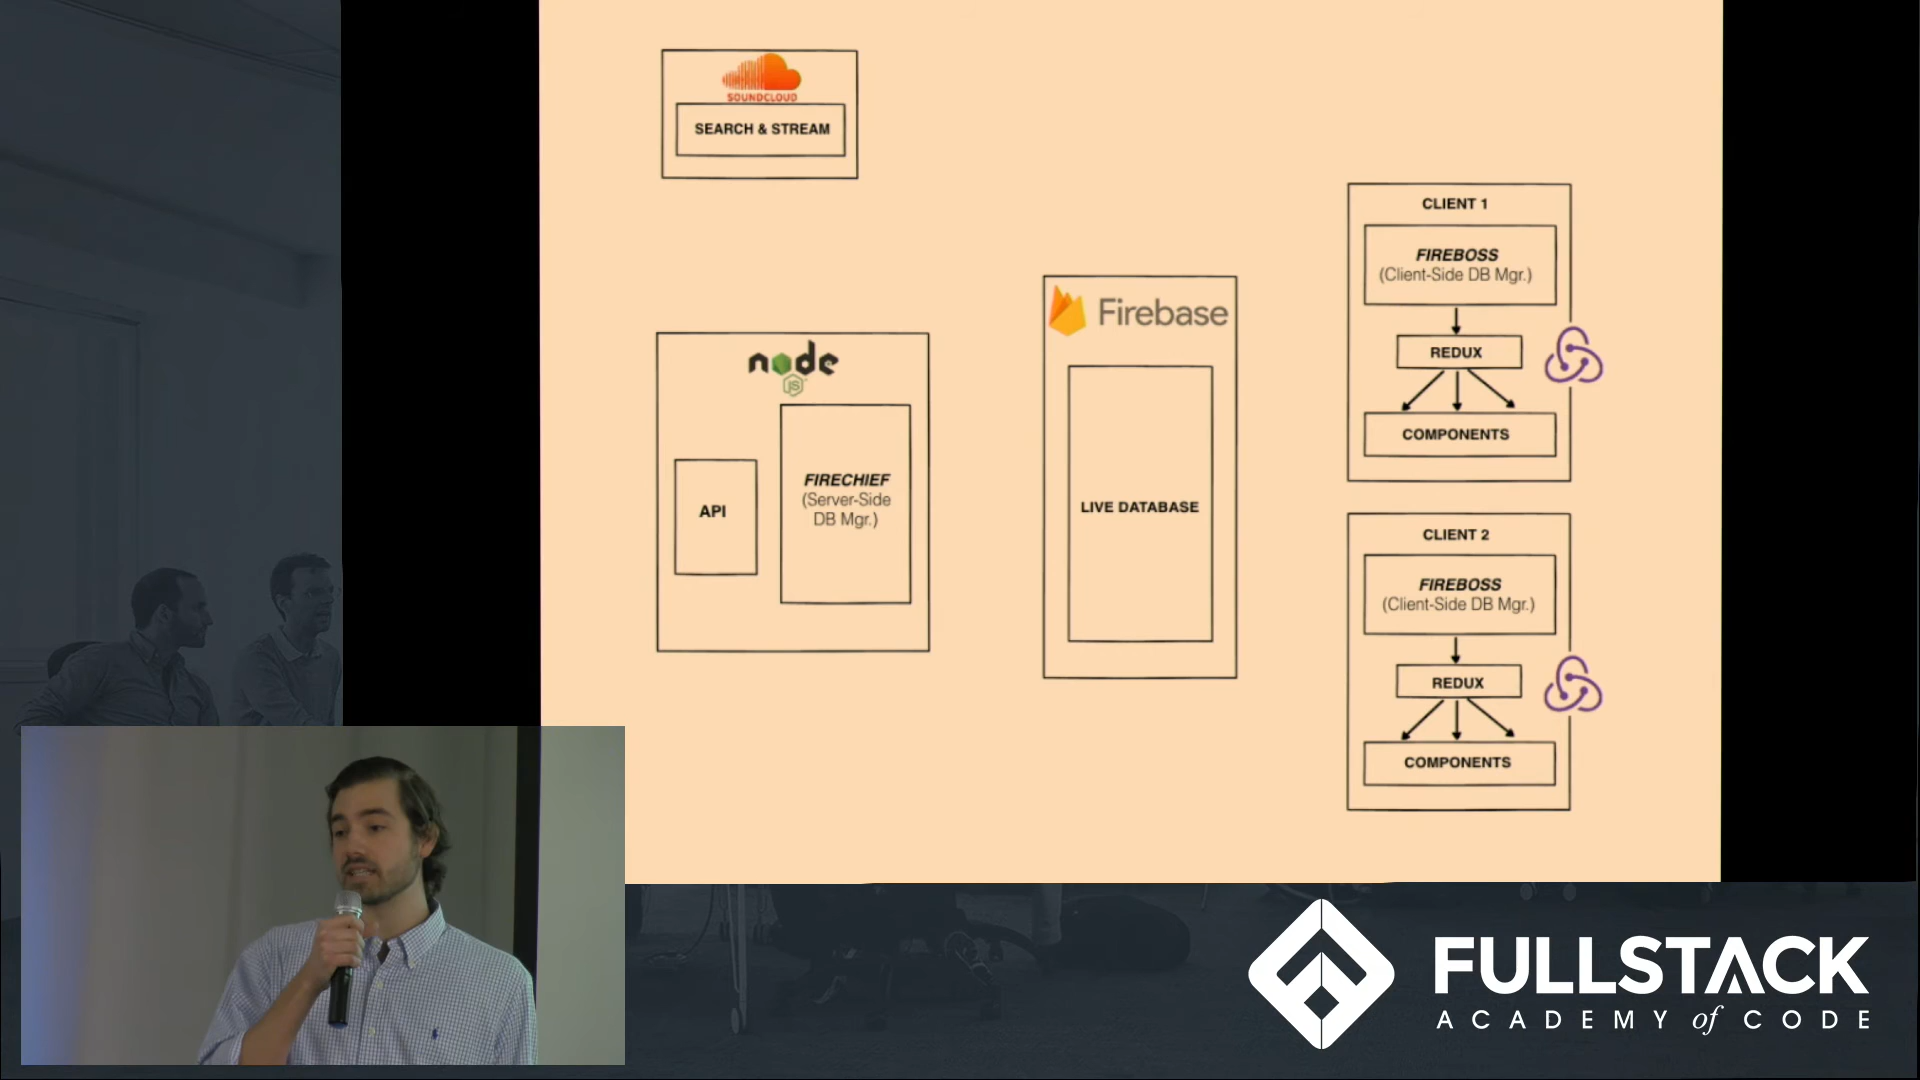 SOUNDCLOUD
SEARCH & STREAM
node
JS
API
FIRECHIEF
(Server-Side
DB Mgr.)
Firebase
LIVE DATABASE
CLIENT 1
FIREBOSS
(Client-Side DB Mgr.)
REDUX
COMPONENTS
CLIENT 2
FIREBOSS
(Client-Side DB Mgr.)
REDUX
COMPONENTS
FULLSTACK
ACADEMY of CODE